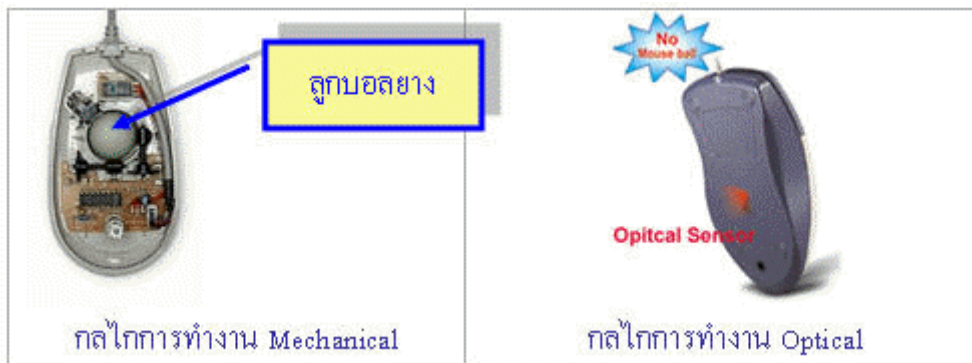 ลูกบอลยาง
กลไกการทำงาน Mechanical
No
Mouse ball
Opitcal Sensor
กลไกการทำงาน Optical